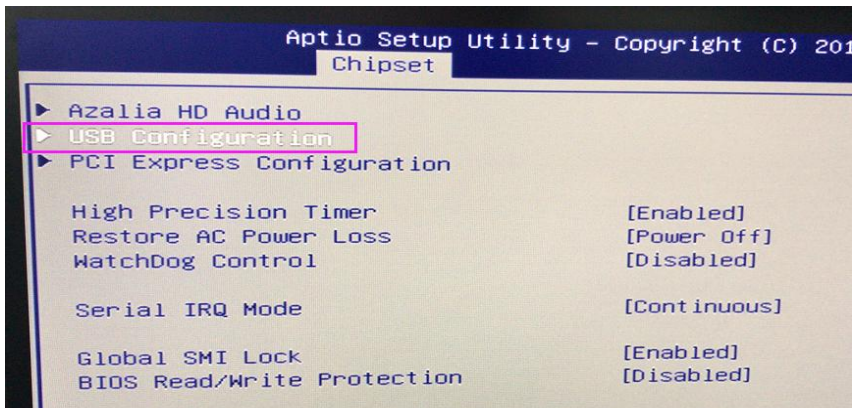 Aptio Setup Utility – Copyright (C) 201
Chipset
Azalia HD Audio
USB Configuration
PCI Express Configuration
High Precision Timer [Enabled]
Restore AC Power Loss [Power Off]
WatchDog Control [Disabled]
Serial IRQ Mode [Continuous]
Global SMI Lock [Enabled]
BIOS Read/Write Protection [Disabled]